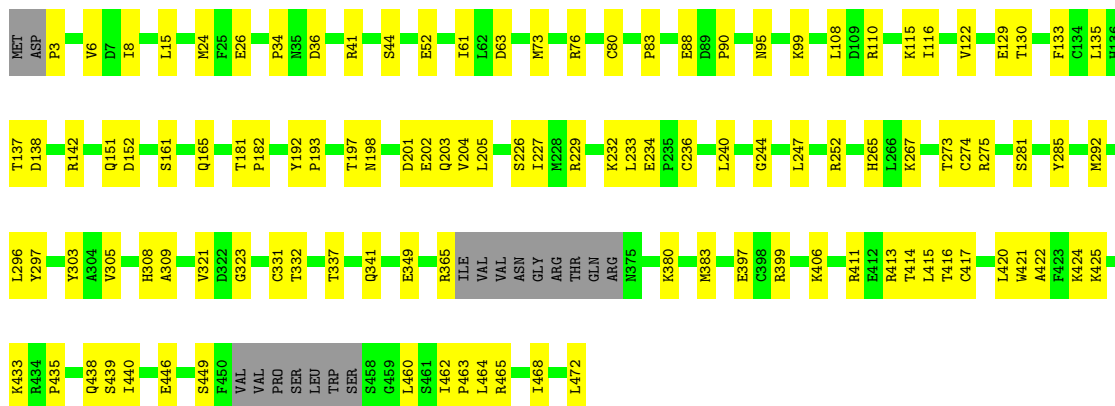 MET ASP P3 V6 D7 I8 L15 M24 F25 E26 P34 N35 D36 R41 S44 E52 I61 L62 D63 M73 R76 C80 P83 E88 D89 P90 N95 K99 L108 D109 R110 K115 I116 V122 E129 T130 F133 C134 L135 H136
T137 D138 R142 Q151 D152 S161 Q165 T181 P182 Y192 P193 T197 N198 D201 E202 Q203 V204 L205 S226 I227 M228 R229 K232 L233 E234 P235 C236 L240 G244 L247 R252 H265 L266 K267 T273 C274 R275 S281 Y285 M292
L296 Y297 Y303 A304 V305 H308 A309 V321 D322 G323 C331 T332 T337 Q341 E349 R365 ILE VAL VAL ASN GLY ARG THR GLN ARG N375 K380 M383 E397 C398 R399 K406 R411 E412 R413 T414 L415 T416 C417 L420 W421 A422 F423 K424 K425
K433 R434 P435 Q438 S439 I440 E446 S449 F450 VAL VAL PRO SER LEU TRP SER S458 G459 L460 S461 I462 P463 L464 R465 I468 L472